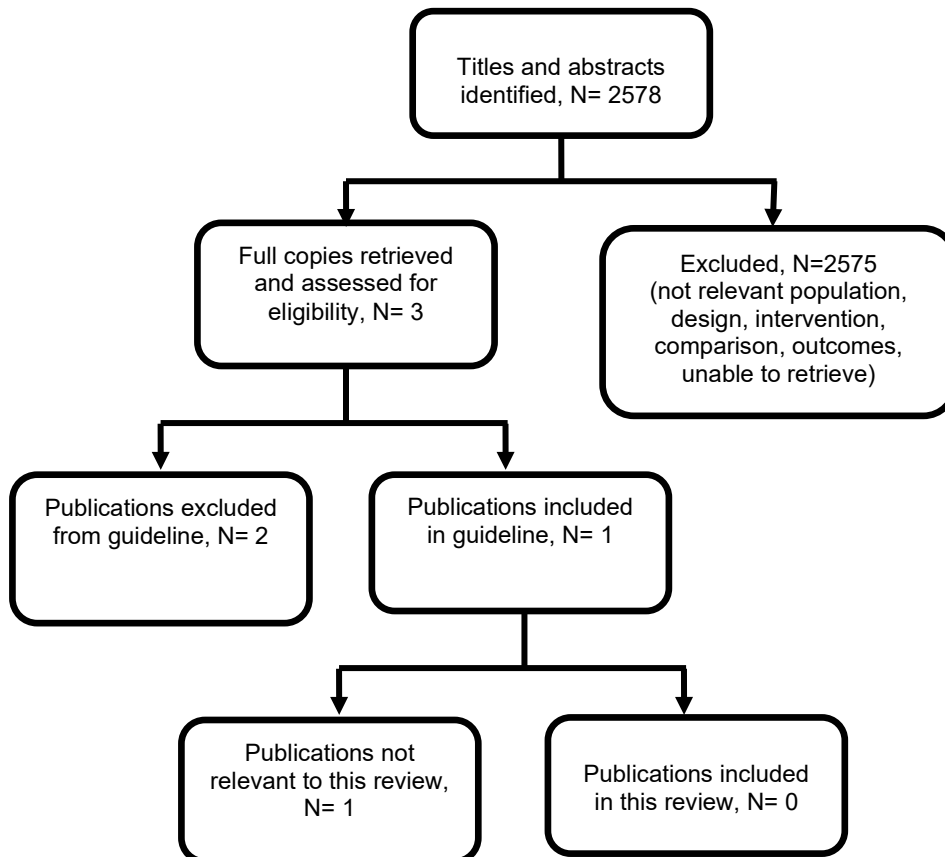 Titles and abstracts
identified, N= 2578
Full copies retrieved
and assessed for
eligibility, N= 3
Excluded, N=2575
(not relevant population,
design, intervention,
comparison, outcomes,
unable to retrieve)
Publications excluded
from guideline, N= 2
Publications included
in guideline, N= 1
Publications not
relevant to this review,
N= 1
Publications included
in this review, N= 0